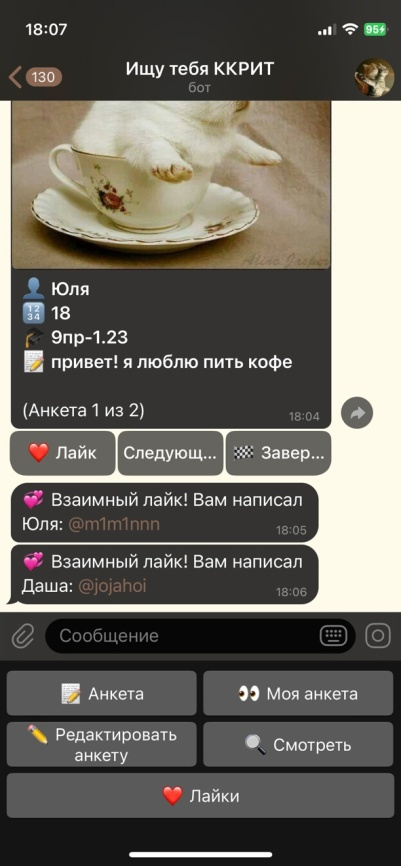 18:07
95
130
Ищу тебя ККРИТ
бот
👤 Юля
🔢 18
🎓 9пр-1.23
📝 привет! я люблю пить кофе
(Анкета 1 из 2)
18:04
❤️ Лайк
Следующ...
🏁 Завер...
💞 Взаимный лайк! Вам написал
Юля: @m1m1nnn
18:05
💞 Взаимный лайк! Вам написал
Даша: @jojahoi
18:06
Сообщение
📝 Анкета
👀 Моя анкета
✏️ Редактировать
анкету
🔍 Смотреть
❤️ Лайки